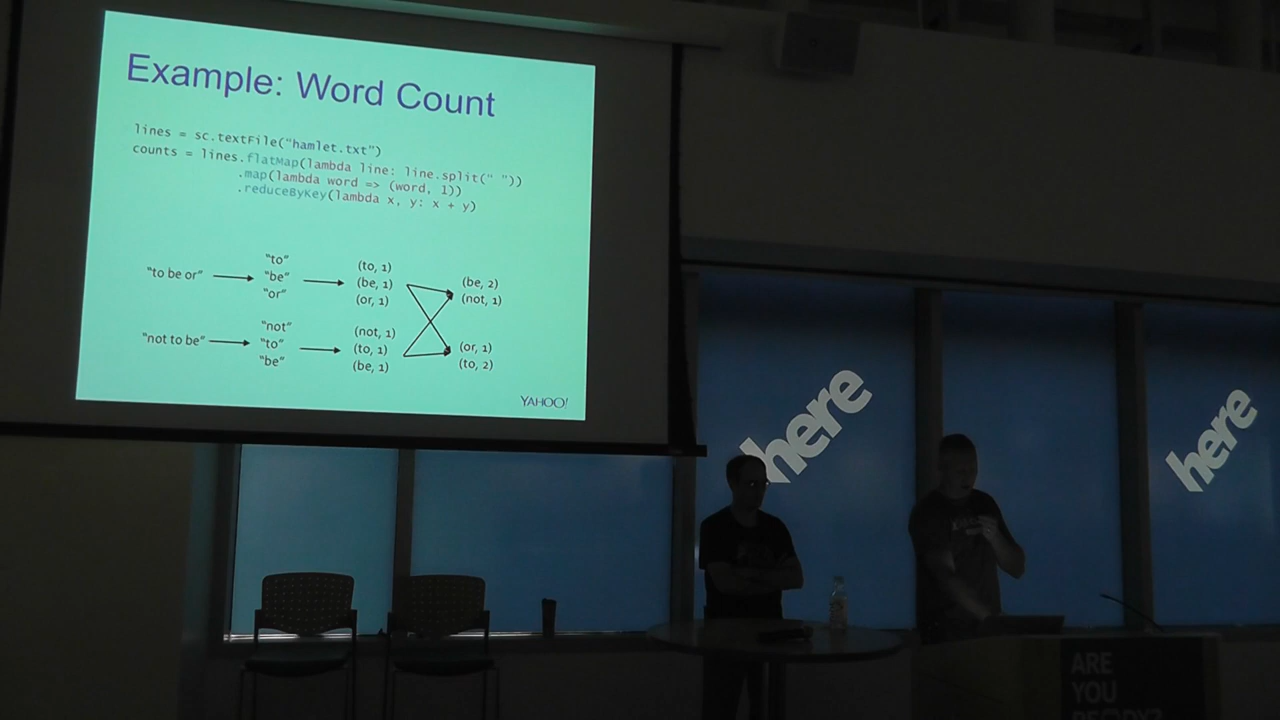 Example: Word Count
lines = sc.textFile("hamlet.txt")
counts = lines.flatMap(lambda line: line.split(" "))
.map(lambda word => (word, 1))
.reduceByKey(lambda x, y: x + y)
"to be or"
"to"
"be"
"or"
(to, 1)
(be, 1)
(or, 1)
(be, 2)
(not, 1)
"not to be"
"not"
"to"
"be"
(not, 1)
(to, 1)
(be, 1)
(or, 1)
(to, 2)
YAHOO!
here
here
ARE
YOU